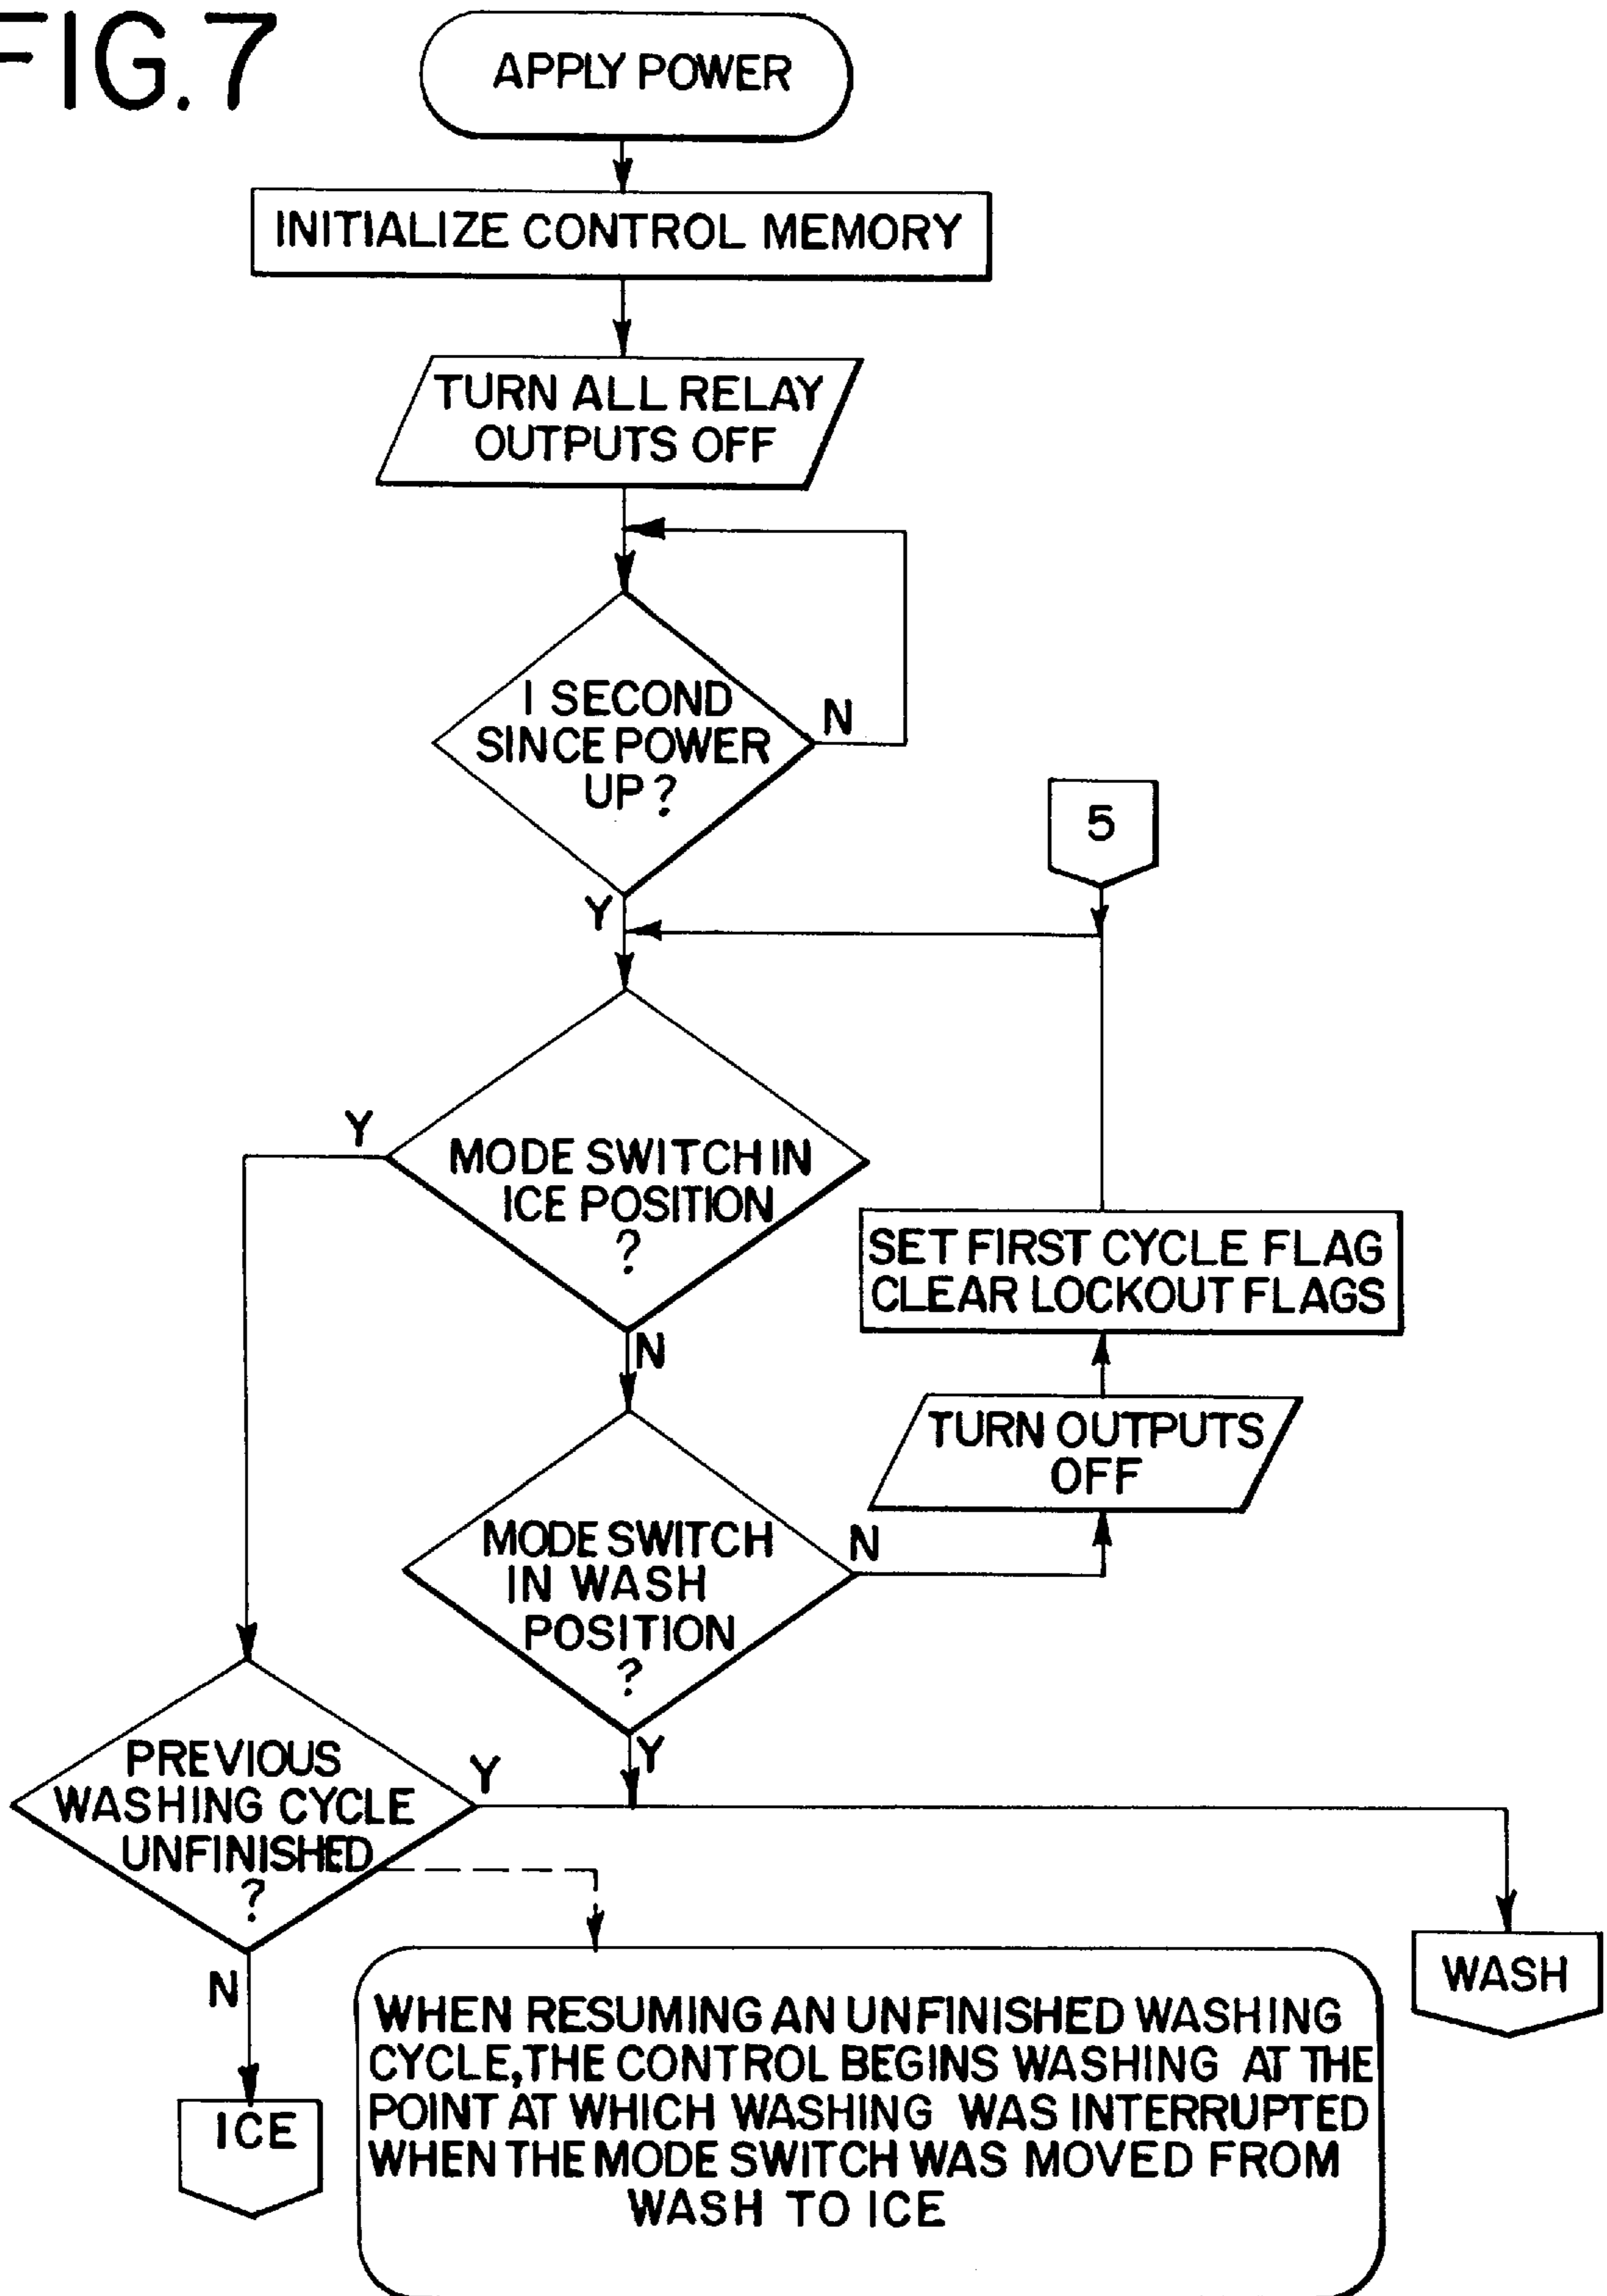 FIG.7
APPLY POWER
INITIALIZE CONTROL MEMORY
TURN ALL RELAY
OUTPUTS OFF
1 SECOND
SINCE POWER
UP?
N
Y
5
MODE SWITCH IN
ICE POSITION
?
Y
N
SET FIRST CYCLE FLAG
CLEAR LOCKOUT FLAGS
TURN OUTPUTS
OFF
MODE SWITCH
IN WASH
POSITION
?
N
Y
PREVIOUS
WASHING CYCLE
UNFINISHED
?
Y
N
WASH
ICE
WHEN RESUMING AN UNFINISHED WASHING
CYCLE, THE CONTROL BEGINS WASHING AT THE
POINT AT WHICH WASHING WAS INTERRUPTED
WHEN THE MODE SWITCH WAS MOVED FROM
WASH TO ICE